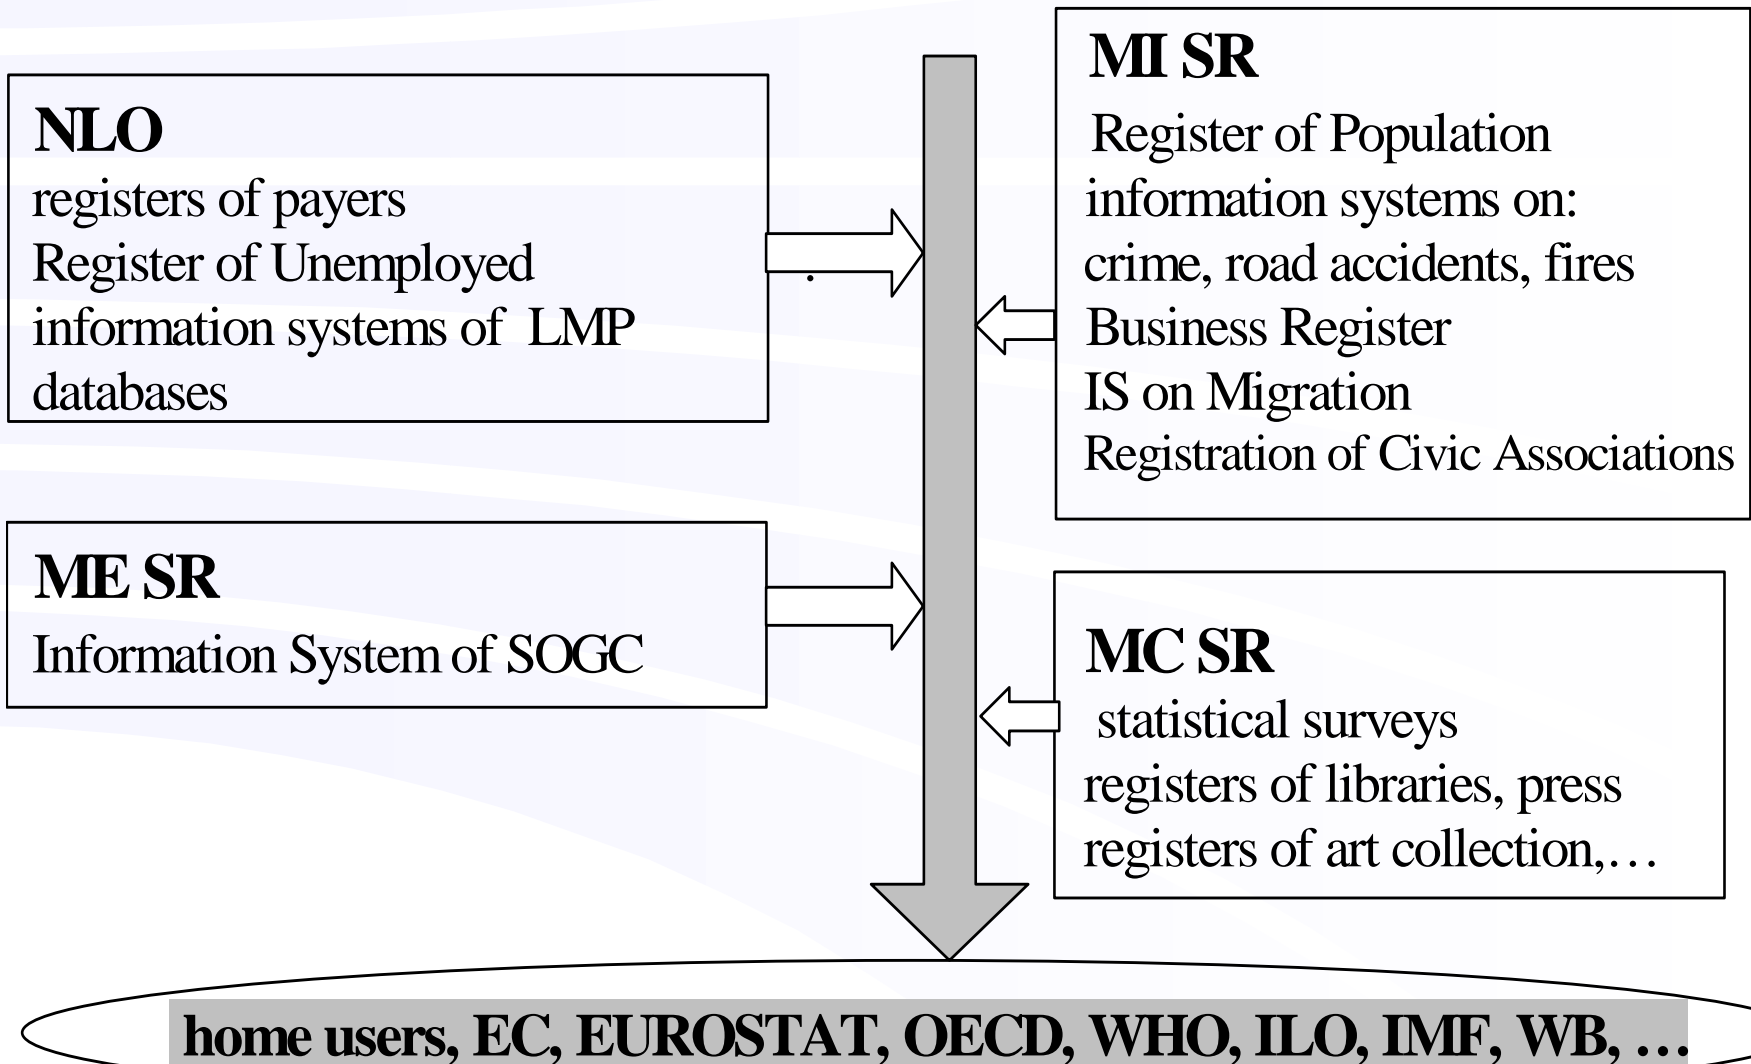 NLO
registers of payers
Register of Unemployed
information systems of LMP
databases
ME SR
Information System of SOGC
MI SR
Register of Population
information systems on:
crime, road accidents, fires
Business Register
IS on Migration
Registration of Civic Associations
MC SR
statistical surveys
registers of libraries, press
registers of art collection,…
home users, EC, EUROSTAT, OECD, WHO, ILO, IMF, WB, …